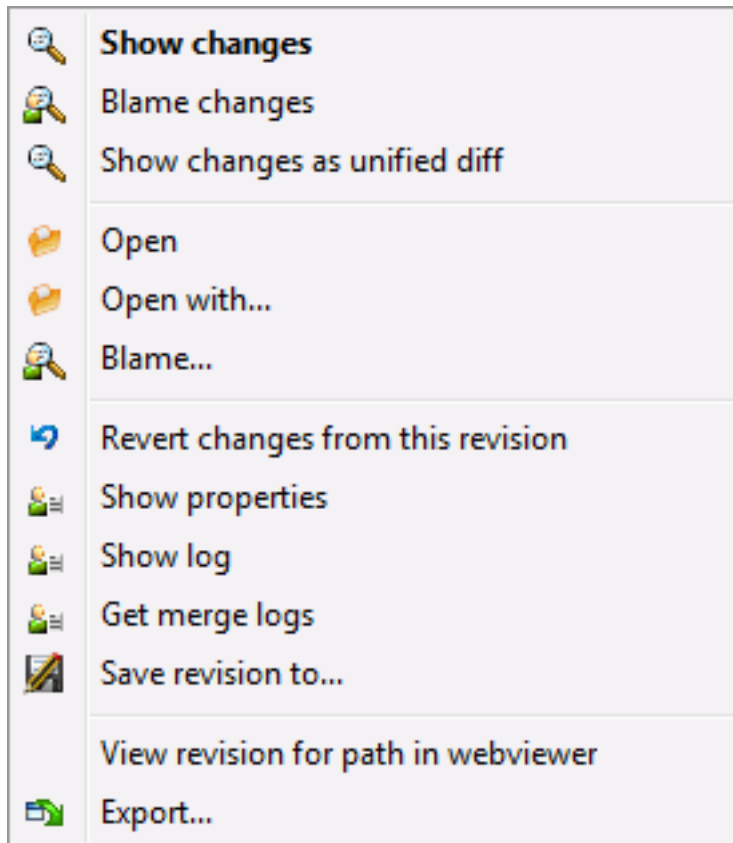 Show changes
Blame changes
Show changes as unified diff
Open
Open with...
Blame...
Revert changes from this revision
Show properties
Show log
Get merge logs
Save revision to...
View revision for path in webviewer
Export...